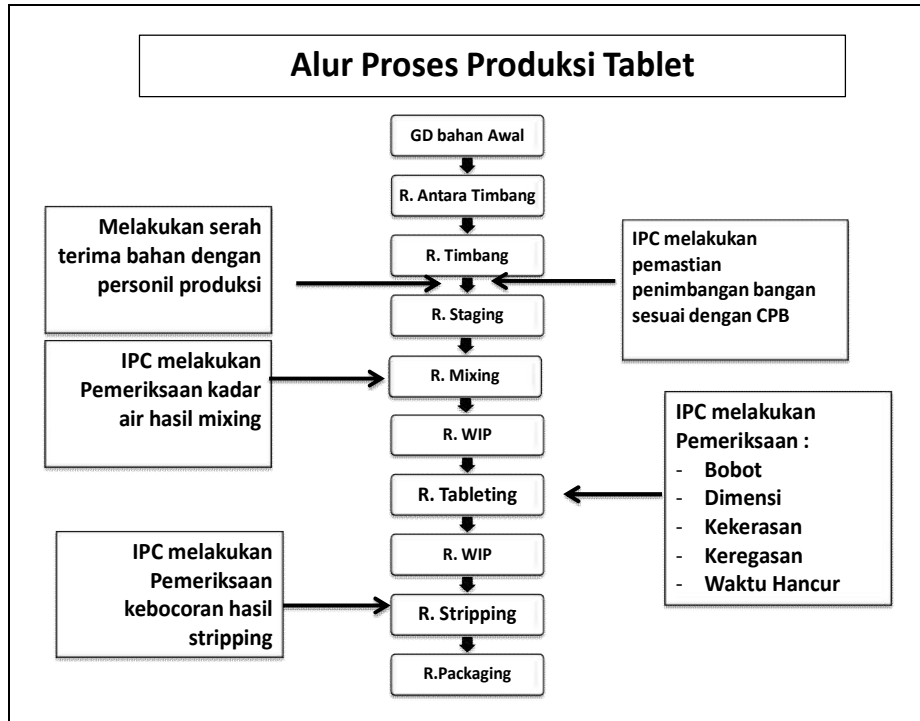 Alur Proses Produksi Tablet
GD bahan Awal
R. Antara Timbang
Melakukan serah
terima bahan dengan
personil produksi
R. Timbang
IPC melakukan
pemastian
penimbangan bangan
sesuai dengan CPB
R. Staging
IPC melakukan
Pemeriksaan kadar
air hasil mixing
R. Mixing
R. WIP
IPC melakukan
Pemeriksaan :
- Bobot
- Dimensi
- Kekerasan
- Keregasan
- Waktu Hancur
R. Tableting
R. WIP
IPC melakukan
Pemeriksaan
kebocoran hasil
stripping
R. Stripping
R.Packaging